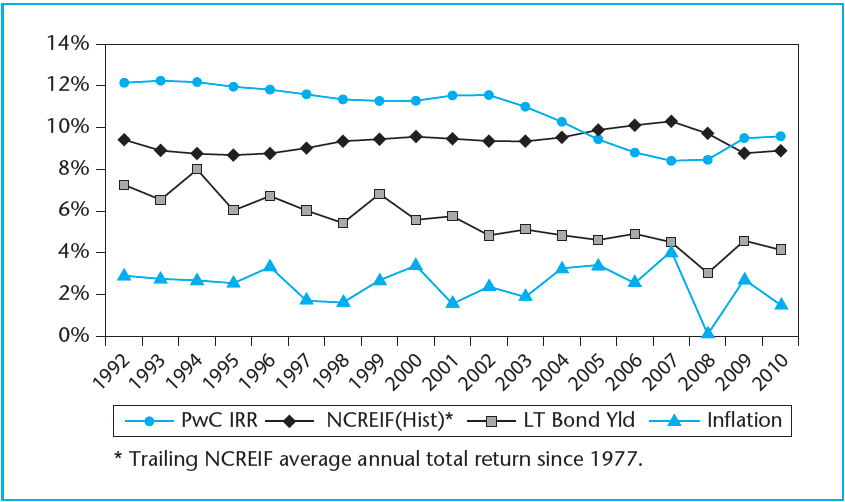 14%
12%
10%
8%
6%
4%
2%
0%
1992 1993 1994 1995 1996 1997 1998 1999 2000 2001 2002 2003 2004 2005 2006 2007 2008 2009 2010
PwC IRR NCREIF(Hist)* LT Bond Yld Inflation
* Trailing NCREIF average annual total return since 1977.